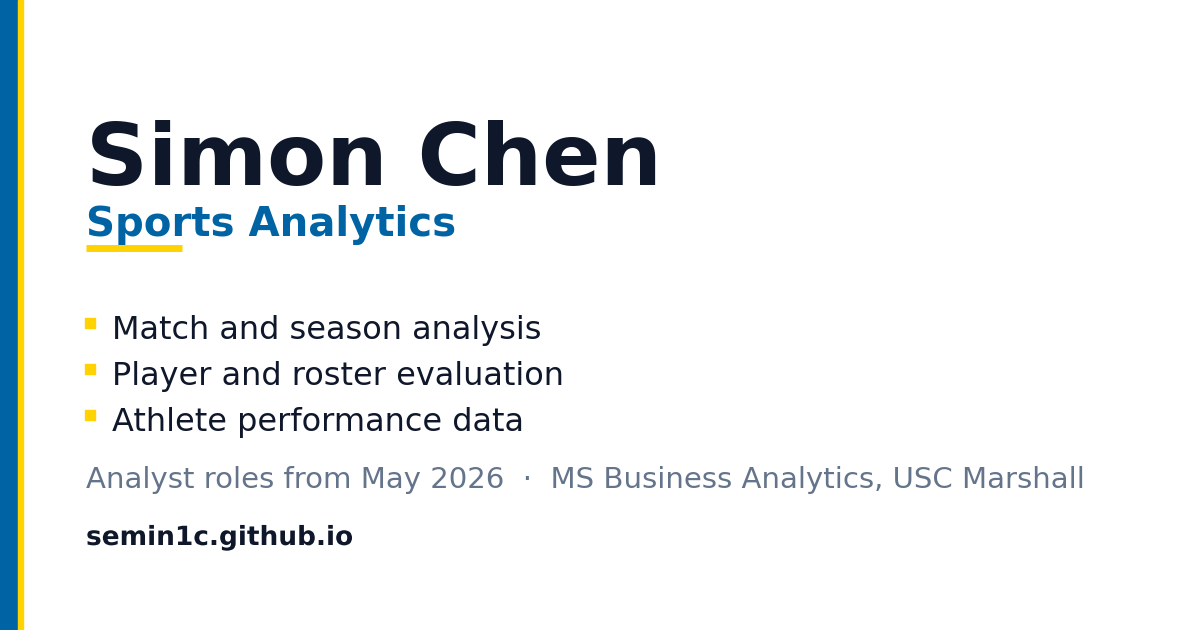 Simon Chen
Sports Analytics
Match and season analysis
Player and roster evaluation
Athlete performance data
Analyst roles from May 2026 · MS Business Analytics, USC Marshall
semin1c.github.io